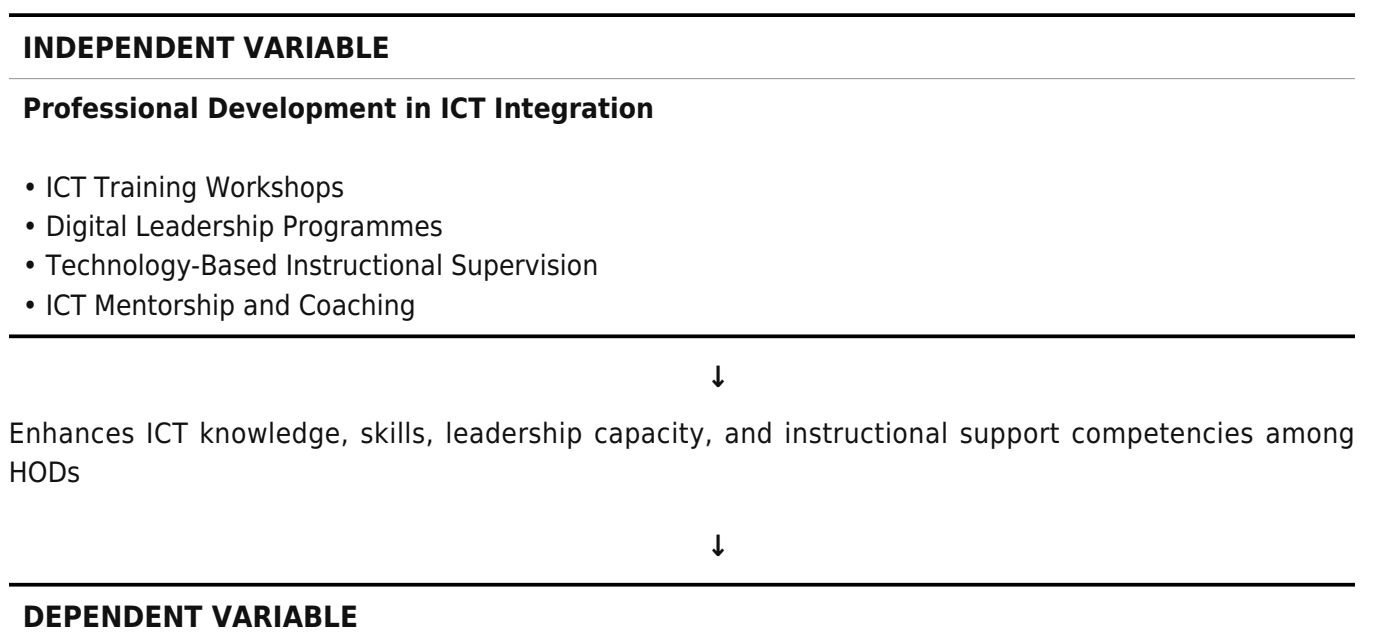 INDEPENDENT VARIABLE
Professional Development in ICT Integration
• ICT Training Workshops
• Digital Leadership Programmes
• Technology-Based Instructional Supervision
• ICT Mentorship and Coaching
↓
Enhances ICT knowledge, skills, leadership capacity, and instructional support competencies among
HODs
↓
DEPENDENT VARIABLE